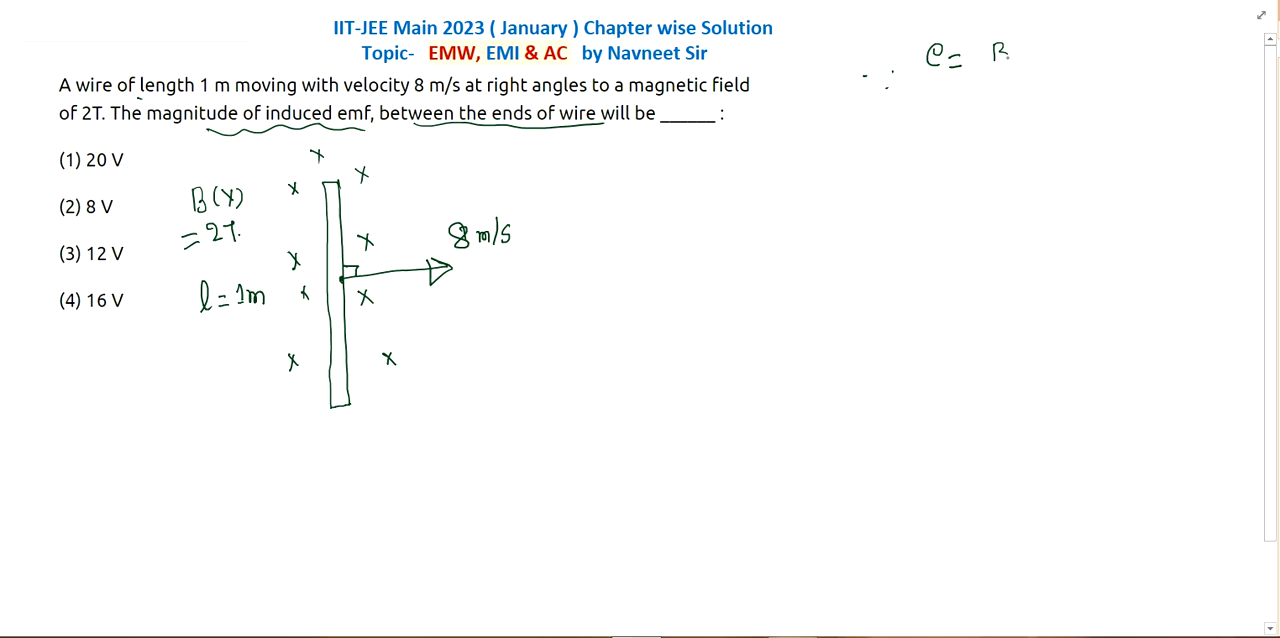 IIT-JEE Main 2023 ( January ) Chapter wise Solution
Topic- EMW, EMI & AC by Navneet Sir
A wire of length 1 m moving with velocity 8 m/s at right angles to a magnetic field
of 2T. The magnitude of induced emf, between the ends of wire will be ______ :
(1) 20 V
(2) 8 V
(3) 12 V
(4) 16 V
B(x)
= 2T.
l = 1m
8 m/s
∵ e = B